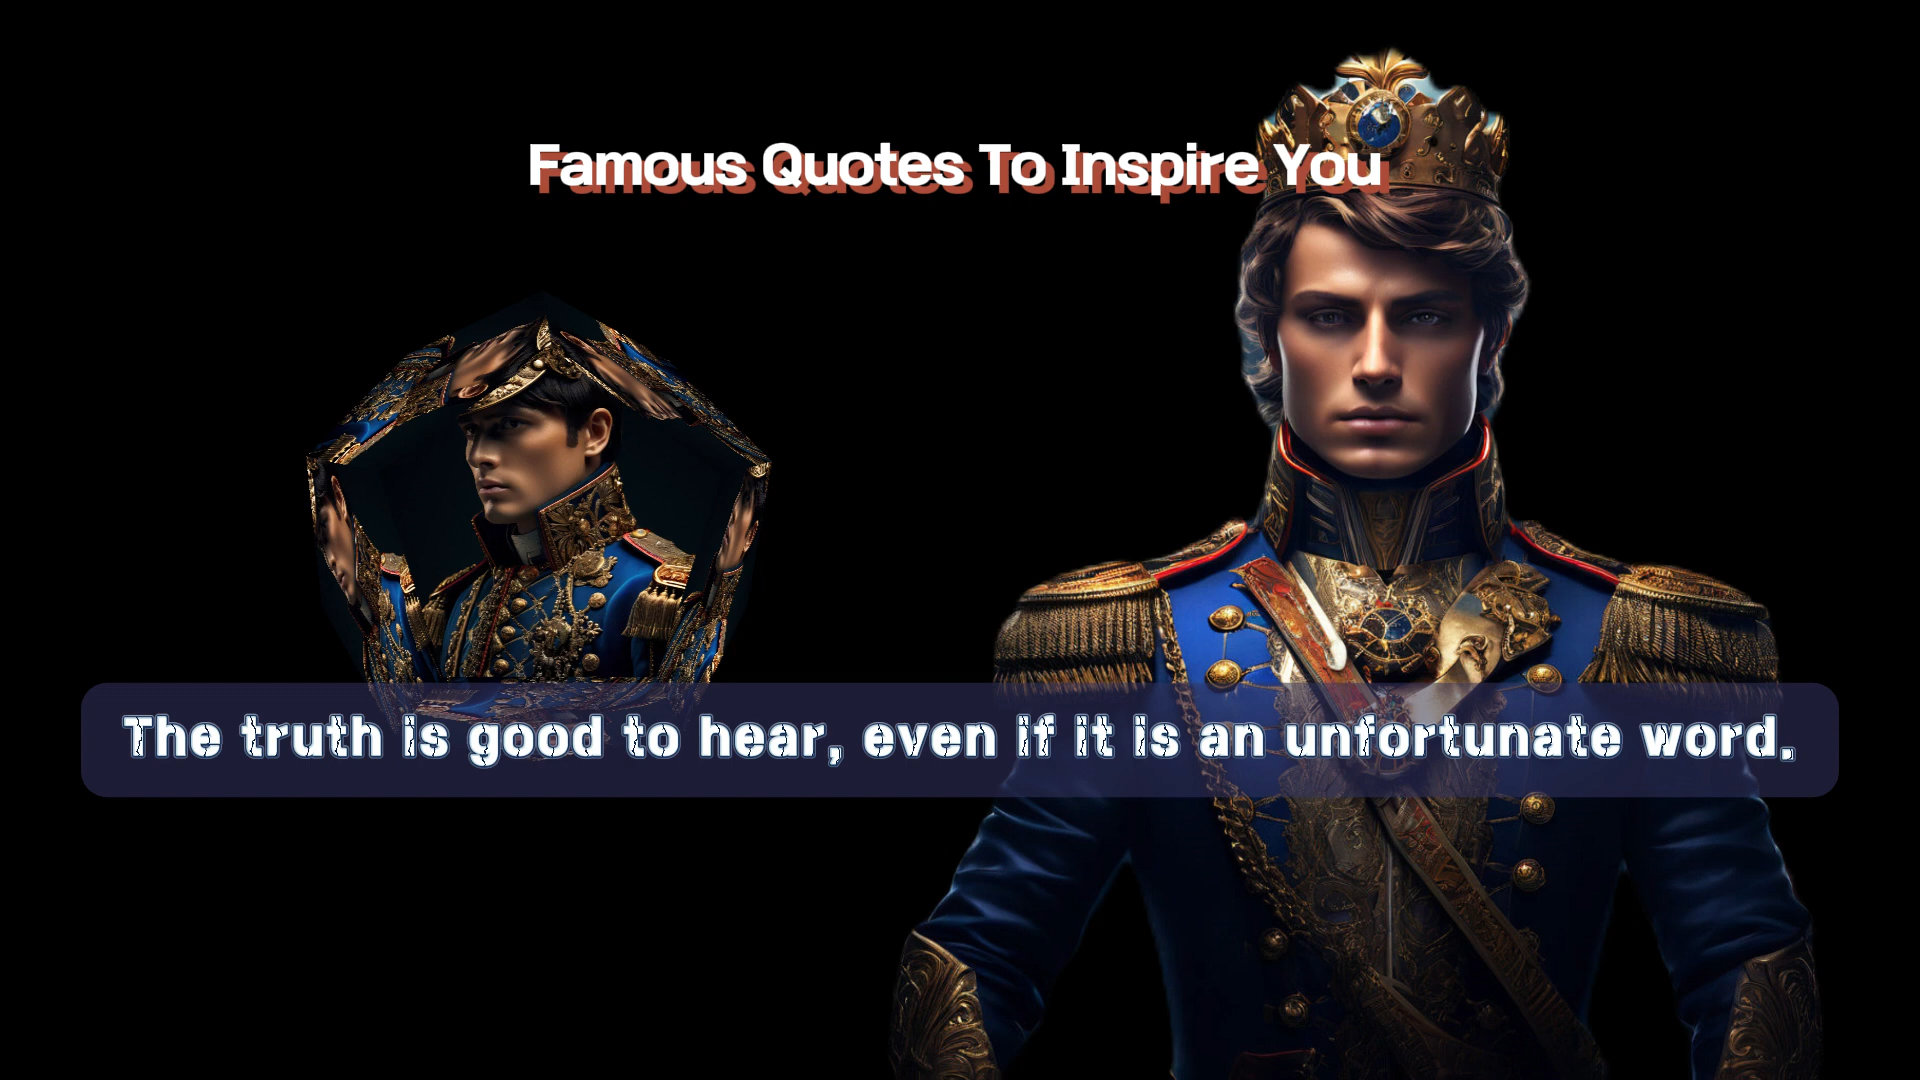 Famous Quotes To Inspire You
The truth is good to hear, even if it is an unfortunate word.